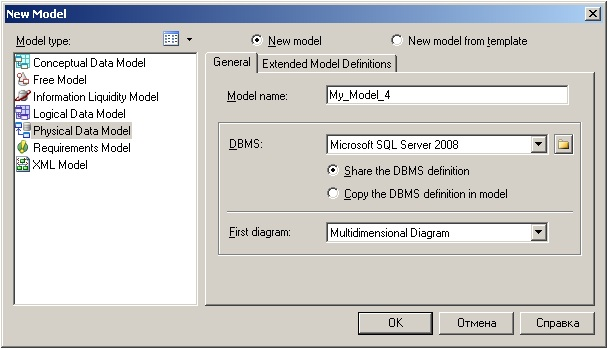 New Model
Model type:
New model
New model from template
Conceptual Data Model
Free Model
Information Liquidity Model
Logical Data Model
Physical Data Model
Requirements Model
XML Model
General
Extended Model Definitions
Model name:
My_Model_4
DBMS:
Microsoft SQL Server 2008
Share the DBMS definition
Copy the DBMS definition in model
First diagram:
Multidimensional Diagram
OK
Отмена
Справка